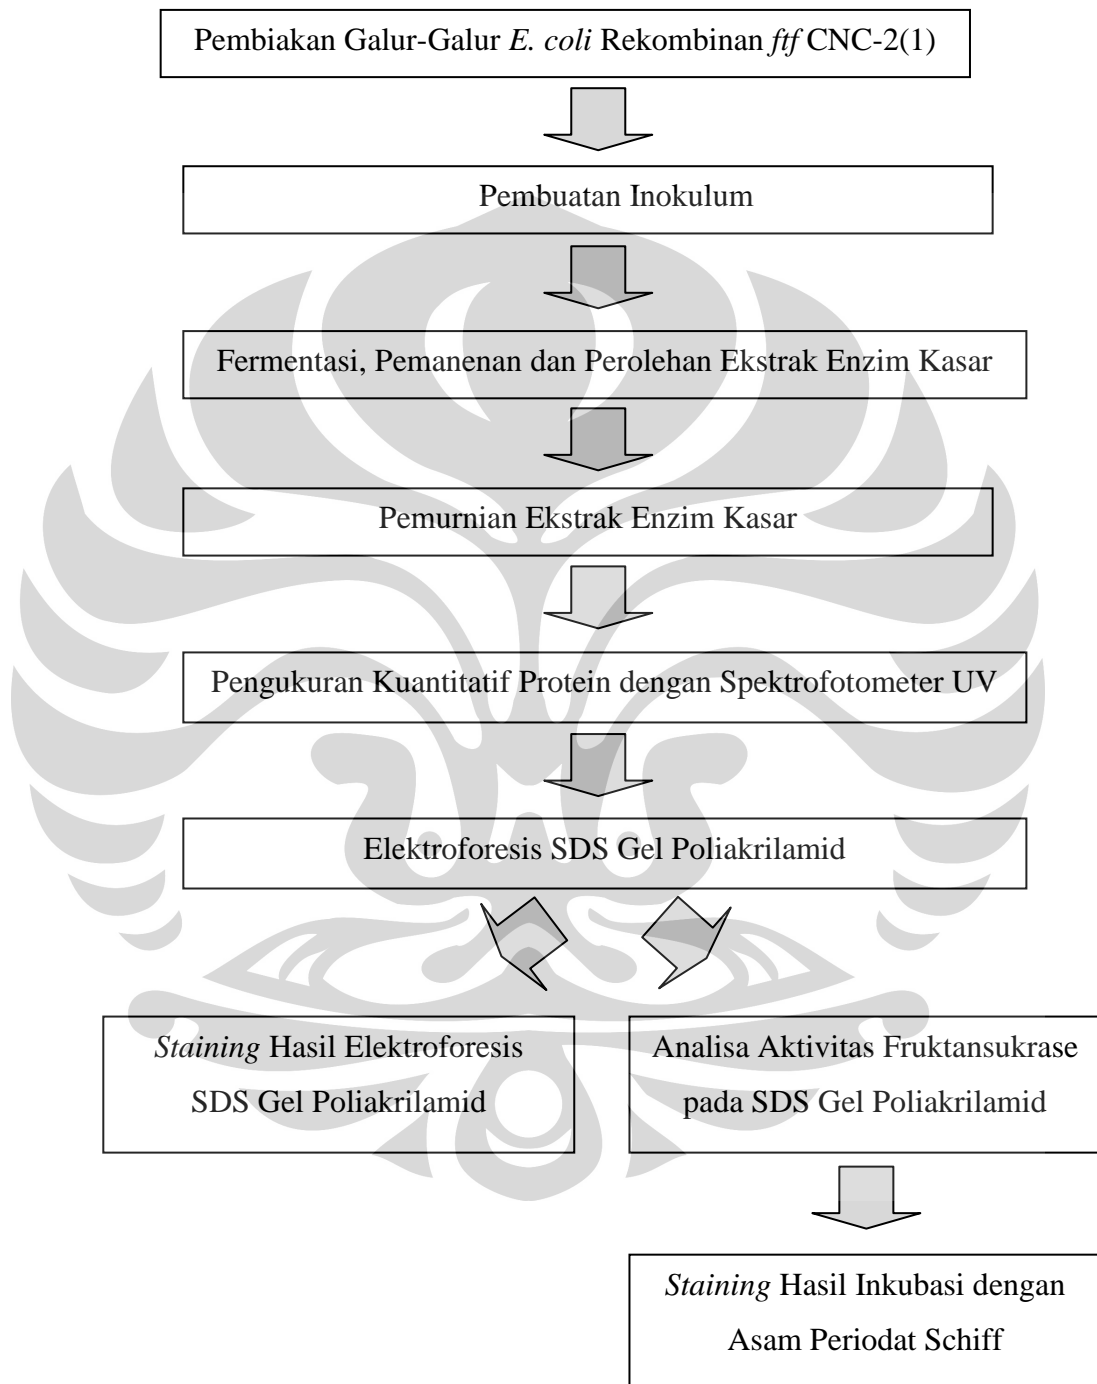 Pembiakan Galur-Galur E. coli Rekombinan ftf CNC-2(1)
Pembuatan Inokulum
Fermentasi, Pemanenan dan Perolehan Ekstrak Enzim Kasar
Pemurnian Ekstrak Enzim Kasar
Pengukuran Kuantitatif Protein dengan Spektrofotometer UV
Elektroforesis SDS Gel Poliakrilamid
Staining Hasil Elektroforesis
SDS Gel Poliakrilamid
Analisa Aktivitas Fruktansukrase
pada SDS Gel Poliakrilamid
Staining Hasil Inkubasi dengan
Asam Periodat Schiff